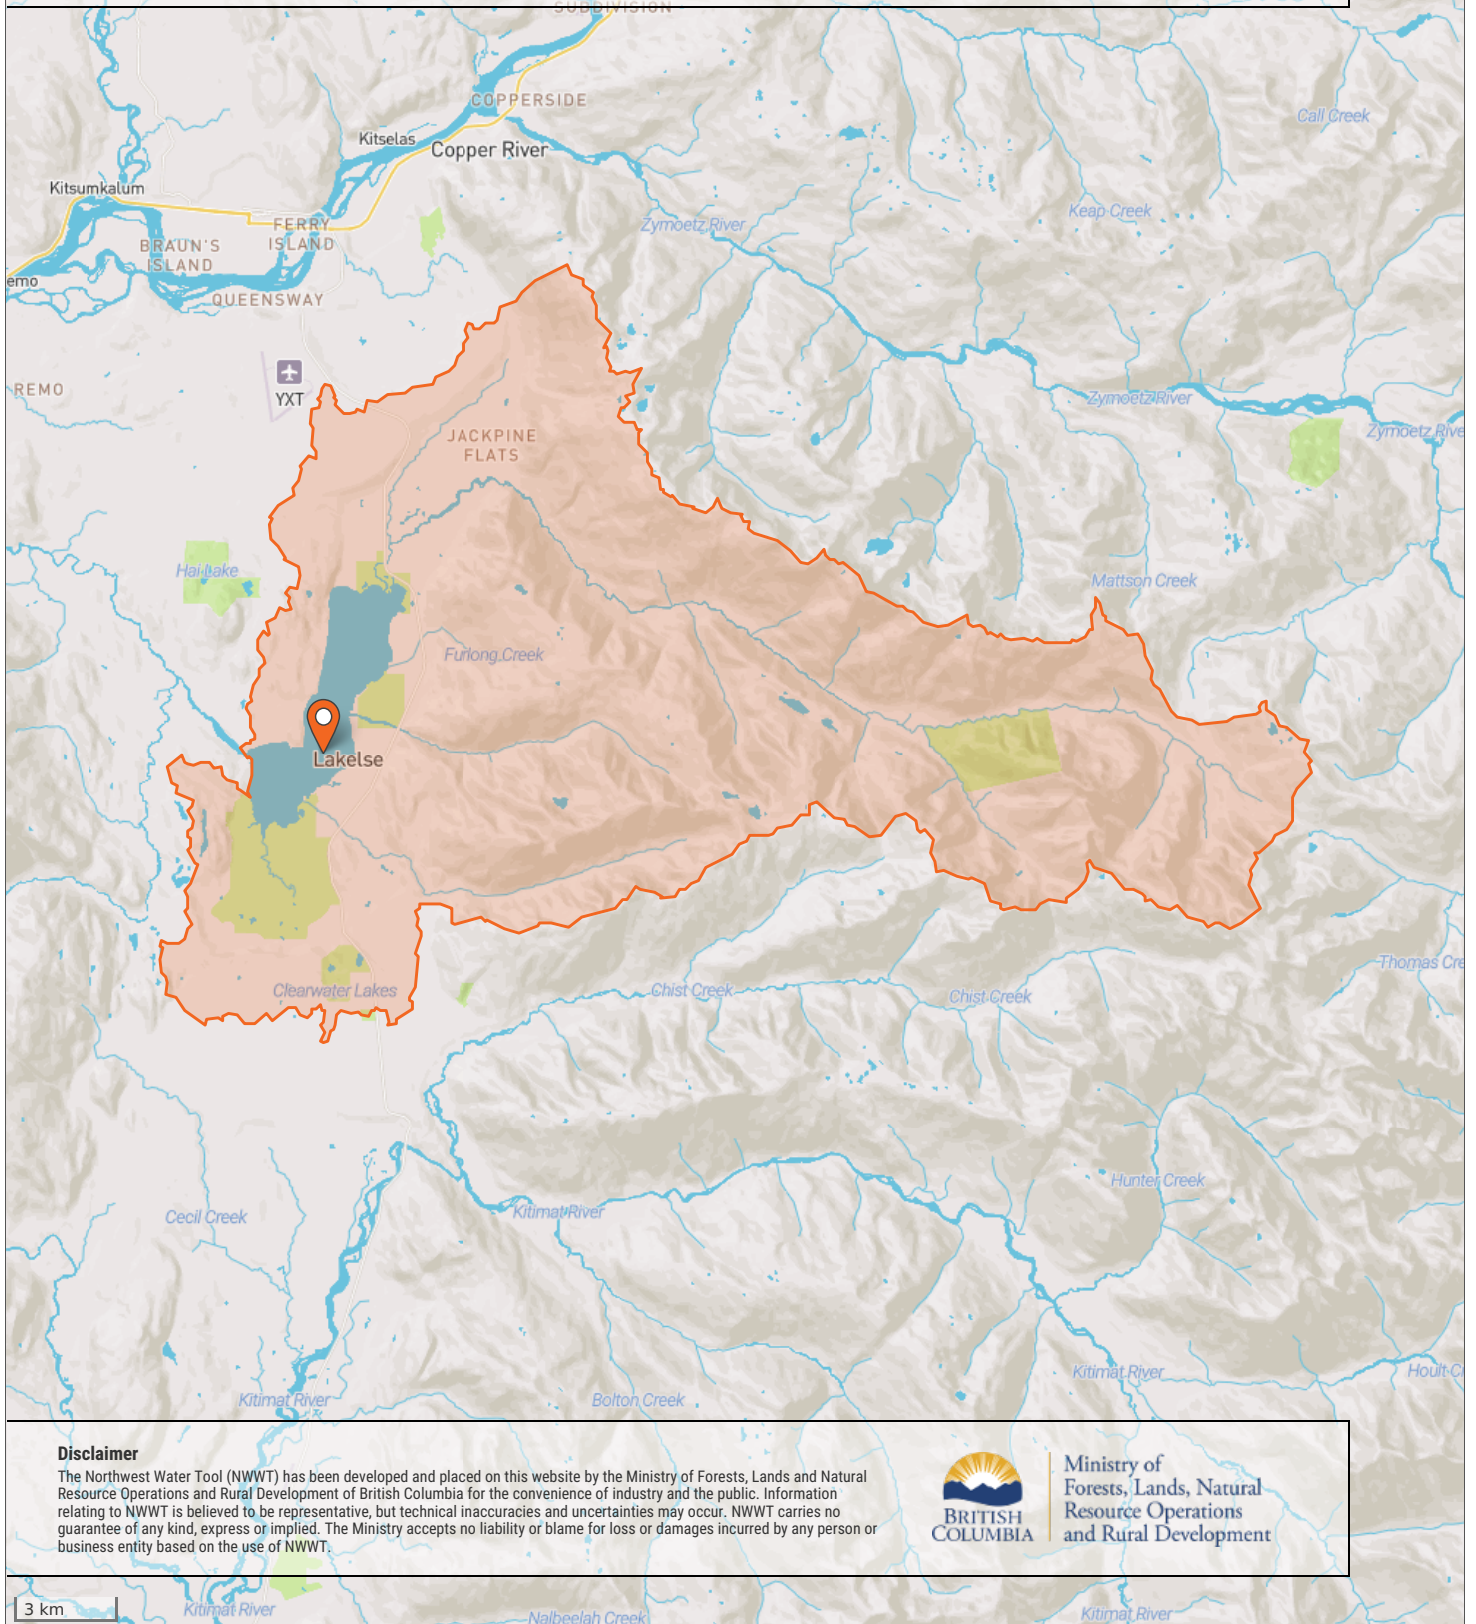 SUBDIVISION
COPPERSIDE
Call Creek
Kitselas
Copper River
Kitsumkalum
Keap Creek
Zymoetz River
FERRY
ISLAND
BRAUN'S
ISLAND
emo
QUEENSWAY
REMO
YXT
Zymoetz River
Zymoetz Rive
JACKPINE
FLATS
Hai Lake
Mattson Creek
Furlong Creek
Lakelse
Thomas Cre
Clearwater Lakes
Chist Creek
Chist Creek
Hunter Creek
Cecil Creek
Kitimat River
Kitimat River
Hoult C
Kitimat River
Bolton Creek
Disclaimer
The Northwest Water Tool (NWWT) has been developed and placed on this website by the Ministry of Forests, Lands and Natural
Resource Operations and Rural Development of British Columbia for the convenience of industry and the public. Information
relating to NWWT is believed to be representative, but technical inaccuracies and uncertainties may occur. NWWT carries no
guarantee of any kind, express or implied. The Ministry accepts no liability or blame for loss or damages incurred by any person or
business entity based on the use of NWWT.
BRITISH
COLUMBIA
Ministry of
Forests, Lands, Natural
Resource Operations
and Rural Development
3 km
Kitimat River
Nalbeelah Creek
Kitimat River